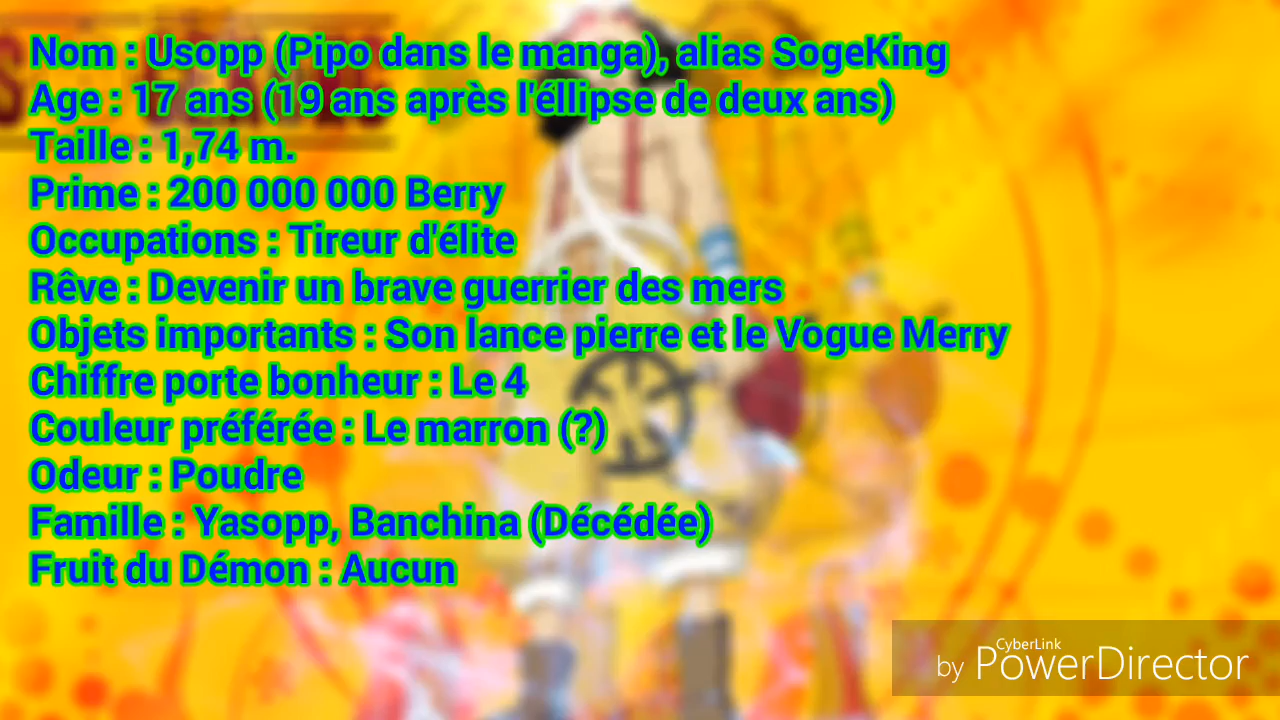 Nom : Usopp (Pipo dans le manga), alias SogeKing
Age : 17 ans (19 ans après l'éllipse de deux ans)
Taille : 1,74 m.
Prime : 200 000 000 Berry
Occupations : Tireur d'élite
Rêve : Devenir un brave guerrier des mers
Objets importants : Son lance pierre et le Vogue Merry
Chiffre porte bonheur : Le 4
Couleur préférée : Le marron (?)
Odeur : Poudre
Famille : Yasopp, Banchina (Décédée)
Fruit du Démon : Aucun
CyberLink
by PowerDirector